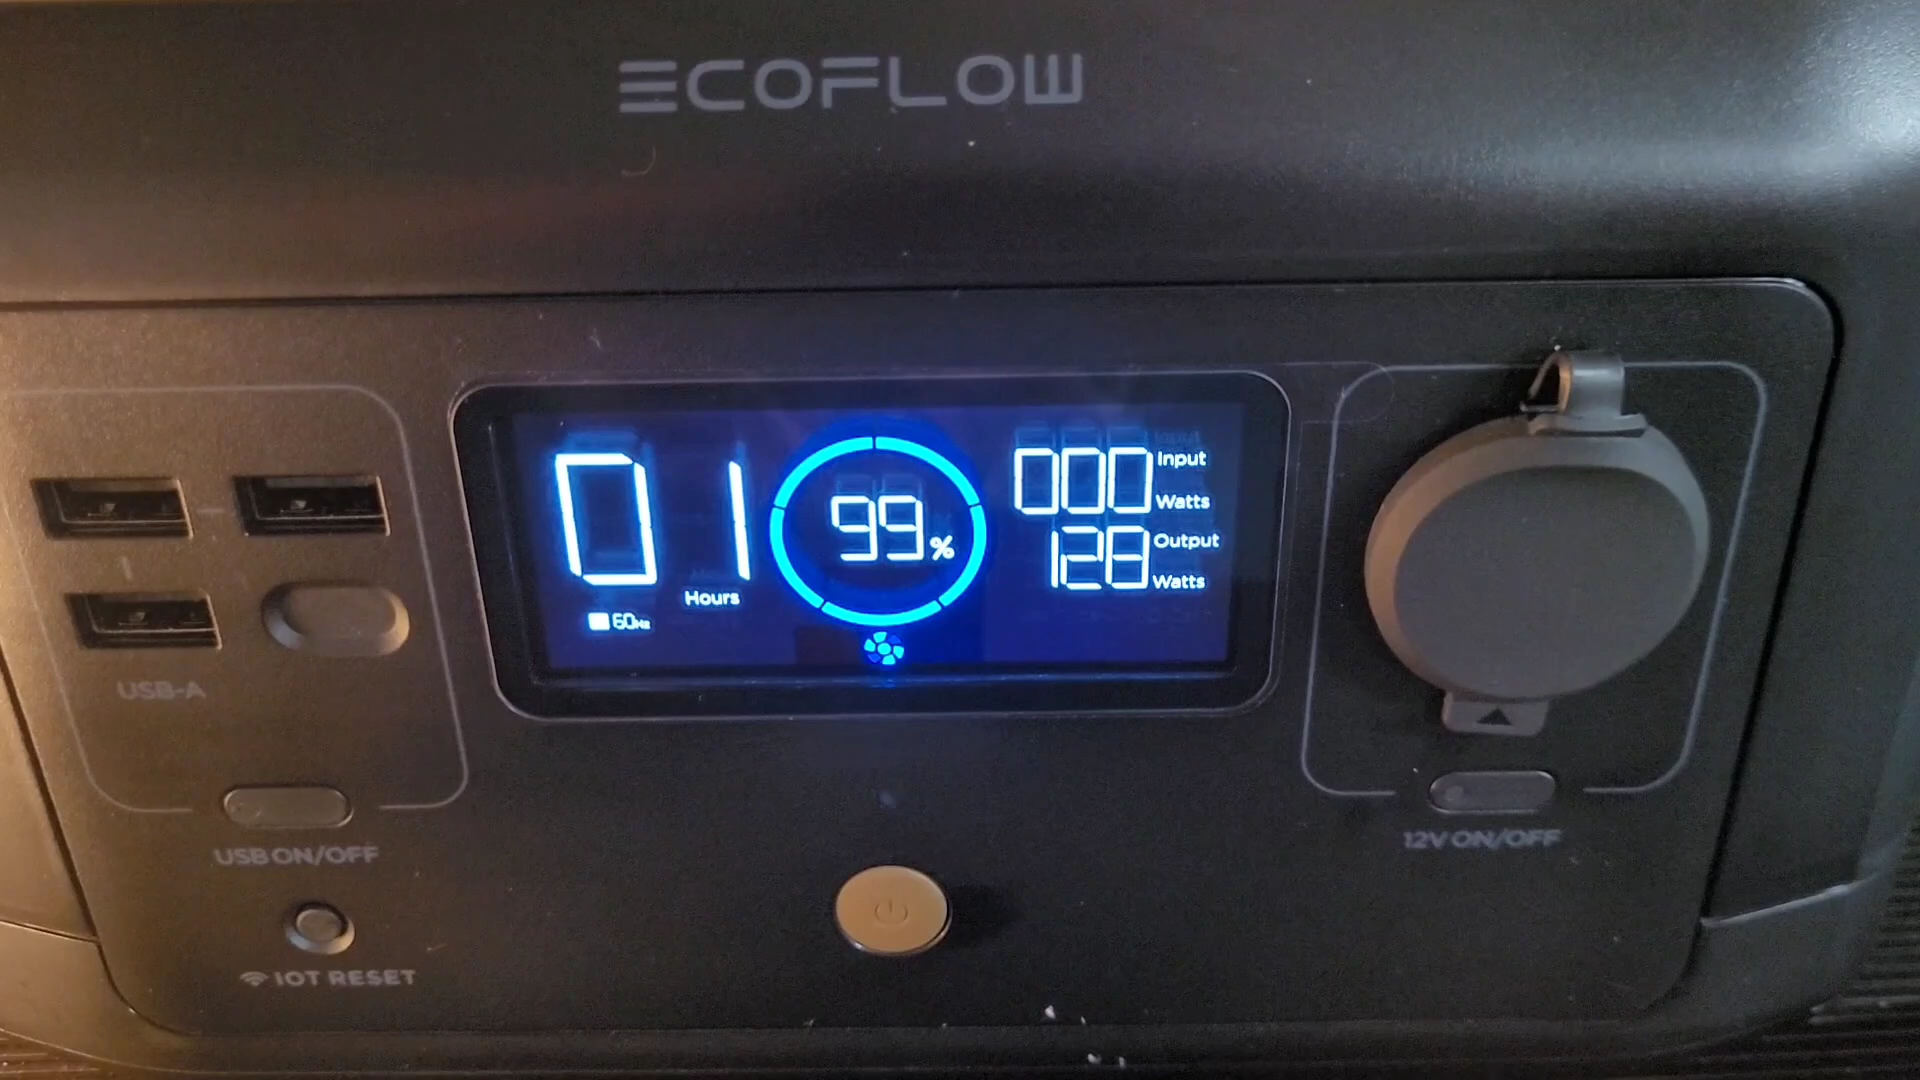 ECOFLOW
01
Hours
60Hz
99%
000 Input
Watts
128 Output
Watts
USB-A
USB ON/OFF
IOT RESET
12V ON/OFF